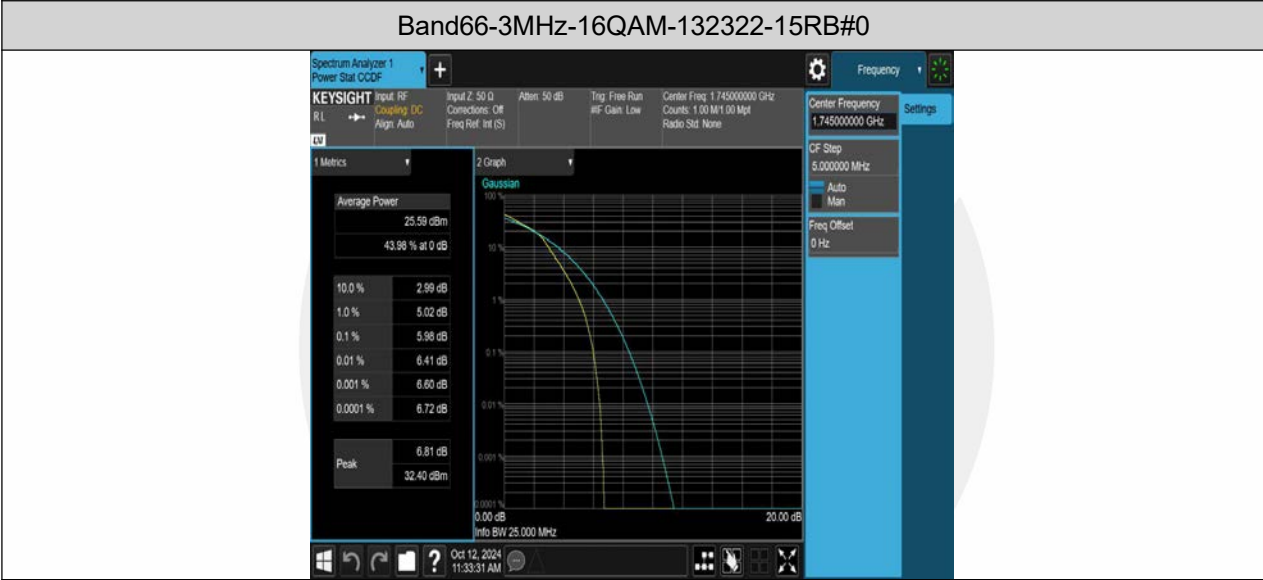 Band66-3MHz-16QAM-132322-15RB#0
Spectrum Analyzer 1
Power Stat CCDF
Frequency
KEYSIGHT
RL
LXI
Input: RF
Coupling: DC
Align: Auto
Input Z: 50 Ω
Corrections: Off
Freq Ref: Int (S)
Atten: 50 dB
Trig: Free Run
#IF Gain: Low
Center Freq: 1.745000000 GHz
Counts: 1.00 M/1.00 Mpt
Radio Std: None
Center Frequency
1.745000000 GHz
Settings
CF Step
5.000000 MHz
Auto
Man
Freq Offset
0 Hz
1 Metrics
Average Power
25.59 dBm
43.98 % at 0 dB
10.0 % 2.99 dB
1.0 % 5.02 dB
0.1 % 5.98 dB
0.01 % 6.41 dB
0.001 % 6.60 dB
0.0001 % 6.72 dB
Peak
6.81 dB
32.40 dBm
2 Graph
Gaussian
100 %
10 %
1 %
0.1 %
0.01 %
0.001 %
0.0001 %
0.00 dB 20.00 dB
Info BW 25.000 MHz
Oct 12, 2024
11:33:31 AM